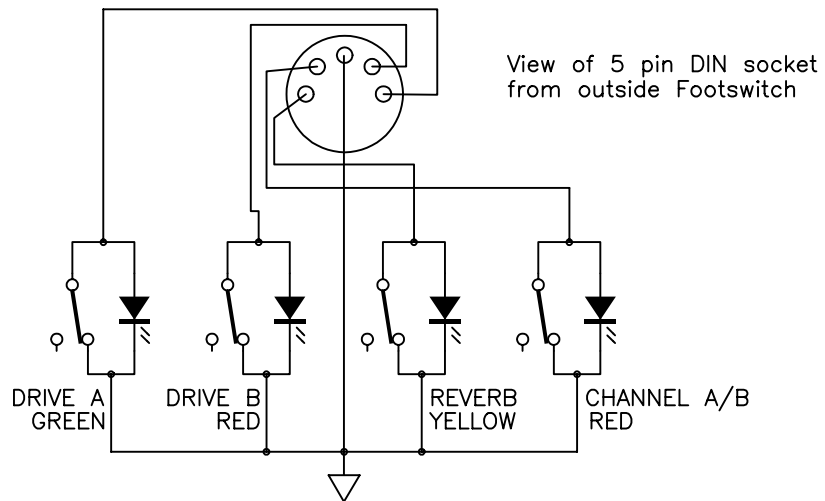 View of 5 pin DIN socket
from outside Footswitch
DRIVE A
GREEN
DRIVE B
RED
REVERB
YELLOW
CHANNEL A/B
RED